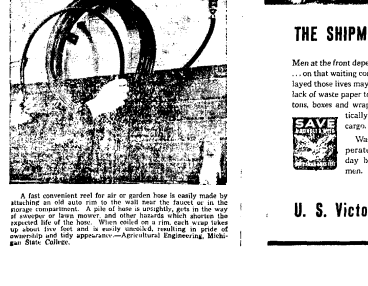 A fast convenient reel for air or garden hose is easily made by
attaching an old auto rim to the wall near the faucet or in the
storage compartment. A pile of hose is unsightly, gets in the way
of sweeper or lawn mower, and other hazards which shorten the
expected life of the hose. When coiled on a rim, each wrap takes
up about five feet and is easily uncoiled, resulting in pride of
ownership and tidy appearance.—Agricultural Engineering, Michi-
gan State College.
THE SHIPM
Men at the front depe
...on that waiting co
layed those lives may
lack of waste paper t
tons, boxes and wrap
tically
cargo.
SAVE
Wa
perate
day b
men.
U. S. Victo